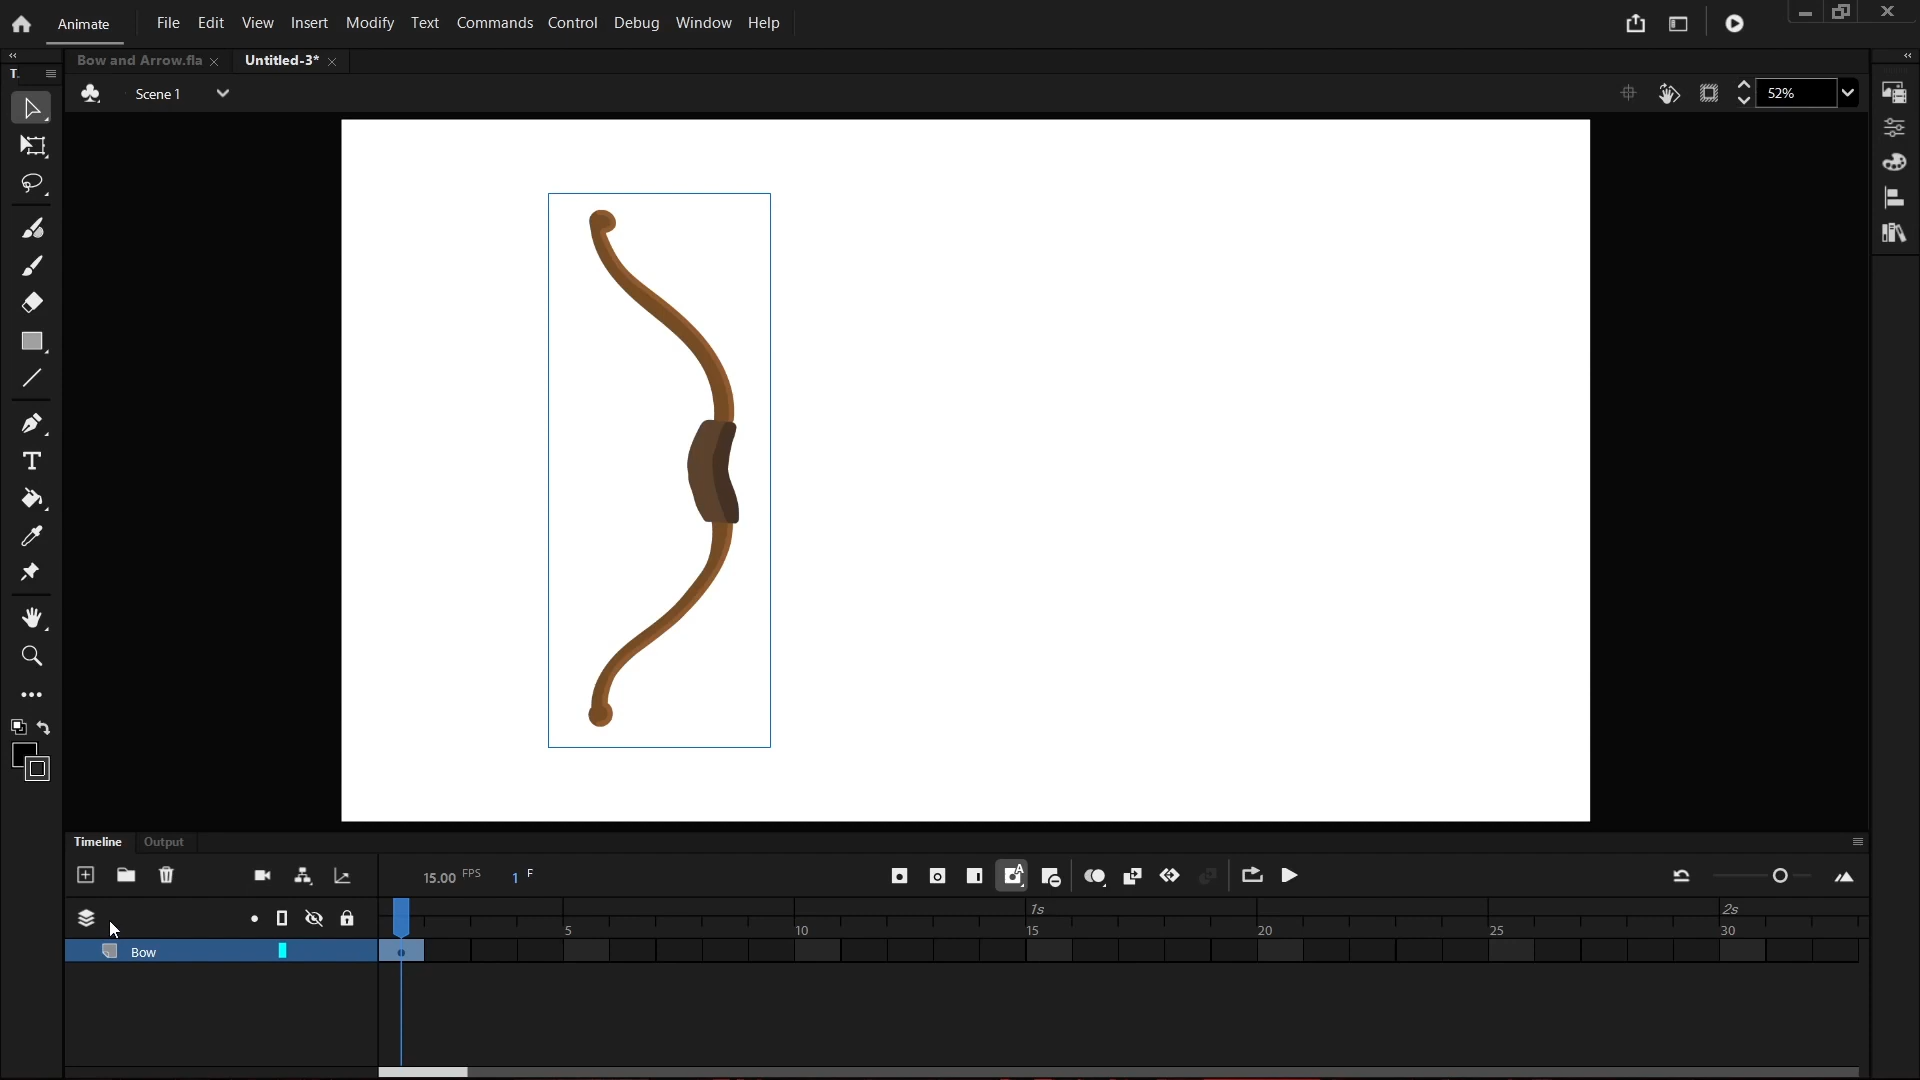 Animate File Edit View Insert Modify Text Commands Control Debug Window Help
T. Bow and Arrow.fla Untitled-3*
Scene 1 52%
Timeline Output
15.00 FPS 1 F
1s 2s
5 10 15 20 25 30
Bow